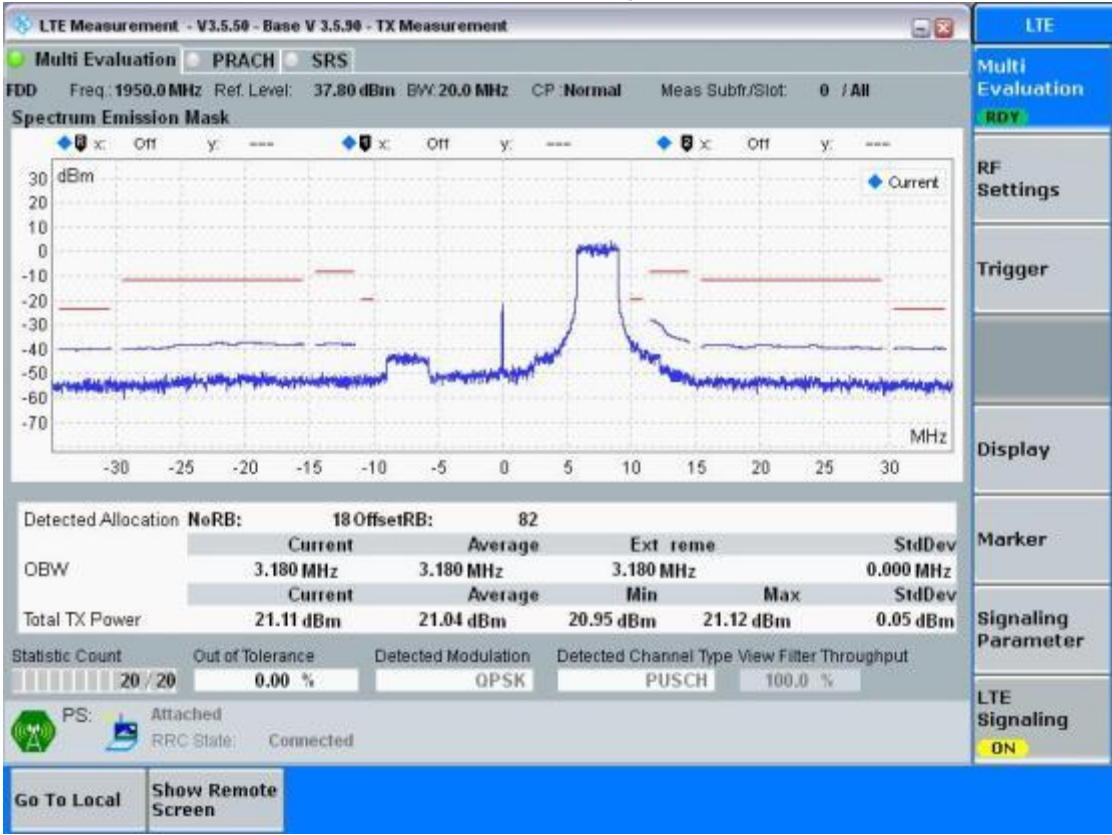 LTE Measurement - V3.5.50 - Base V 3.5.90 - TX Measurement
LTE
Multi Evaluation PRACH SRS
Multi
Evaluation
RDY
FDD Freq.: 1950.0 MHz Ref. Level: 37.80 dBm BW: 20.0 MHz CP :Normal Meas Subfr./Slot: 0 / All
Spectrum Emission Mask
R x: Off y: --- 1 x: Off y: --- 2 x: Off y: ---
dBm
Current
30
20
10
0
-10
-20
-30
-40
-50
-60
-70
MHz
-30 -25 -20 -15 -10 -5 0 5 10 15 20 25 30
RF
Settings
Trigger
Display
Marker
Signaling
Parameter
LTE
Signaling
ON
Detected Allocation NoRB: 18 OffsetRB: 82
Current Average Ext reme StdDev
OBW 3.180 MHz 3.180 MHz 3.180 MHz 0.000 MHz
Current Average Min Max StdDev
Total TX Power 21.11 dBm 21.04 dBm 20.95 dBm 21.12 dBm 0.05 dBm
Statistic Count Out of Tolerance Detected Modulation Detected Channel Type View Filter Throughput
20 / 20 0.00 % QPSK PUSCH 100.0 %
PS: Attached
RRC State: Connected
Go To Local
Show Remote
Screen